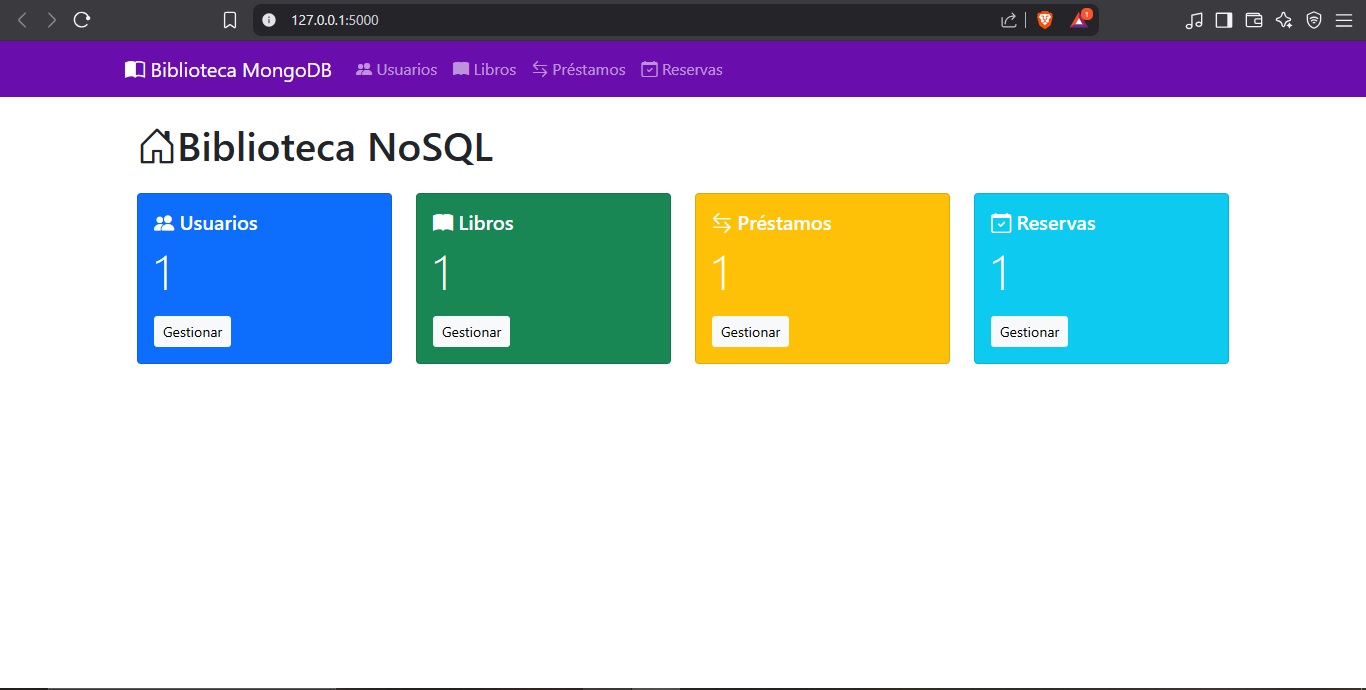 127.0.0.1:5000
1
Biblioteca MongoDB Usuarios Libros Préstamos Reservas
Biblioteca NoSQL
Usuarios
1
Gestionar
Libros
1
Gestionar
Préstamos
1
Gestionar
Reservas
1
Gestionar